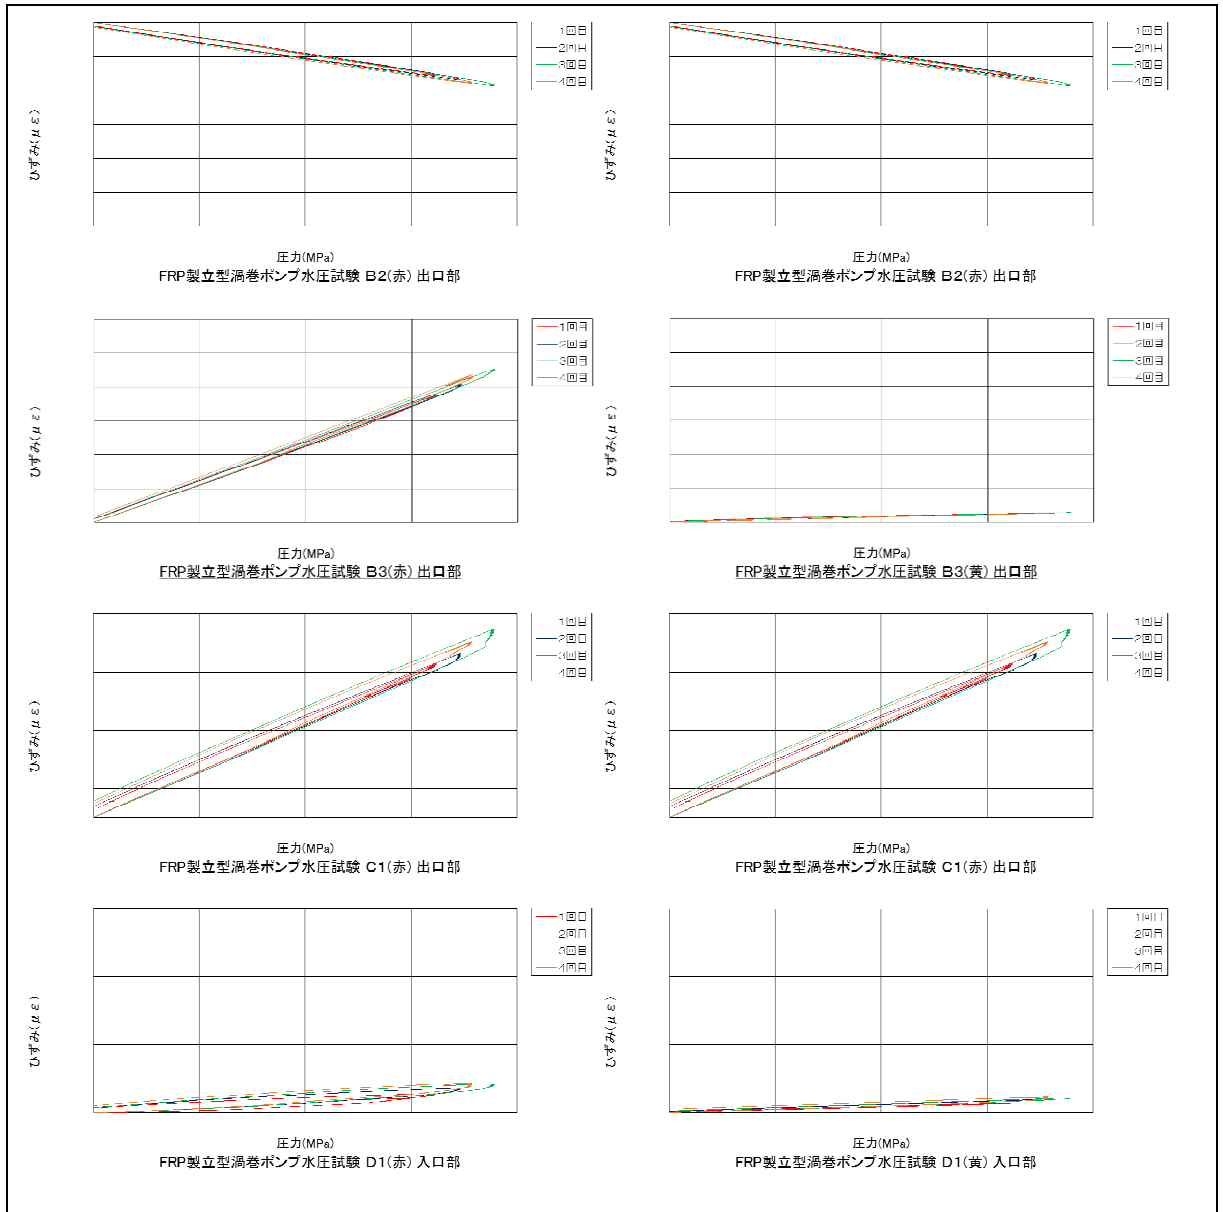 1回目
2回目
3回目
4回目
ひずみ(με)
圧力(MPa)
FRP製立型渦巻ポンプ水圧試験 B2(赤) 出口部
1回目
2回目
3回目
4回目
ひずみ(με)
圧力(MPa)
FRP製立型渦巻ポンプ水圧試験 B2(赤) 出口部
1回目
2回目
3回目
4回目
ひずみ(με)
圧力(MPa)
FRP製立型渦巻ポンプ水圧試験 B3(赤) 出口部
1回目
2回目
3回目
4回目
ひずみ(με)
圧力(MPa)
FRP製立型渦巻ポンプ水圧試験 B3(黄) 出口部
1回目
2回目
3回目
4回目
ひずみ(με)
圧力(MPa)
FRP製立型渦巻ポンプ水圧試験 C1(赤) 出口部
1回目
2回目
3回目
4回目
ひずみ(με)
圧力(MPa)
FRP製立型渦巻ポンプ水圧試験 C1(赤) 出口部
1回目
2回目
3回目
4回目
ひずみ(με)
圧力(MPa)
FRP製立型渦巻ポンプ水圧試験 D1(赤) 入口部
1回目
2回目
3回目
4回目
ひずみ(με)
圧力(MPa)
FRP製立型渦巻ポンプ水圧試験 D1(黄) 入口部